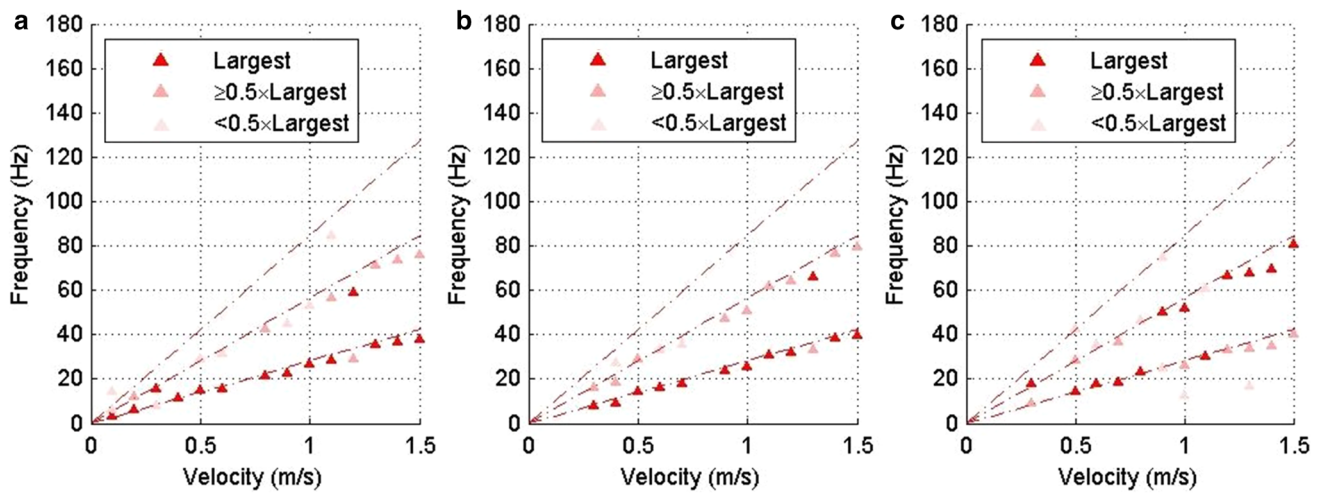 a
180
160
140
120
100
80
60
40
20
0
Frequency (Hz)
Largest
≥0.5×Largest
<0.5×Largest
0 0.5 1 1.5
Velocity (m/s)
b
180
160
140
120
100
80
60
40
20
0
Frequency (Hz)
Largest
≥0.5×Largest
<0.5×Largest
0 0.5 1 1.5
Velocity (m/s)
c
180
160
140
120
100
80
60
40
20
0
Frequency (Hz)
Largest
≥0.5×Largest
<0.5×Largest
0 0.5 1 1.5
Velocity (m/s)